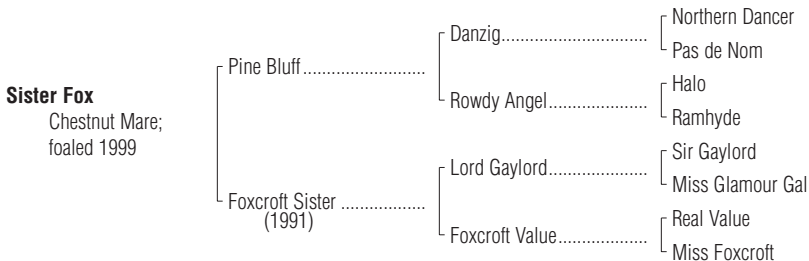 Northern Dancer
Danzig
Pas de Nom
Pine Bluff
Halo
Rowdy Angel
Ramhyde
Sister Fox
Chestnut Mare;
foaled 1999
Sir Gaylord
Lord Gaylord
Miss Glamour Gal
Foxcroft Sister
(1991)
Real Value
Foxcroft Value
Miss Foxcroft